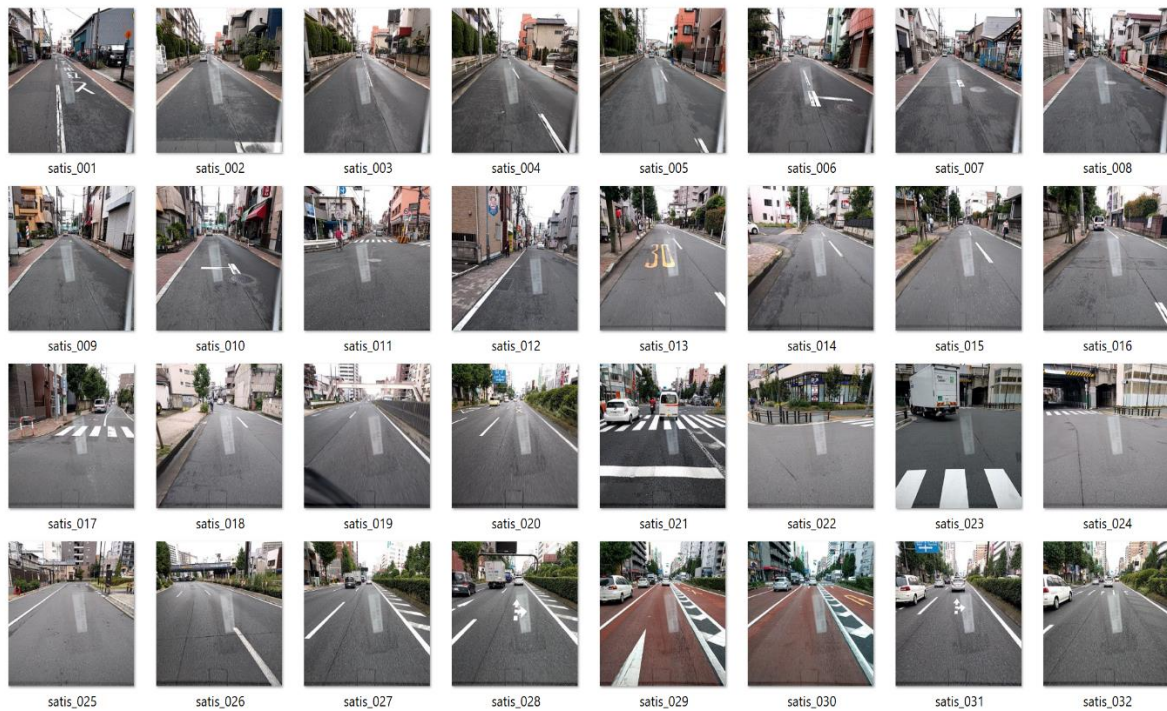 satis_001 satis_002 satis_003 satis_004 satis_005 satis_006 satis_007 satis_008
satis_009 satis_010 satis_011 satis_012 satis_013 satis_014 satis_015 satis_016
30
satis_017 satis_018 satis_019 satis_020 satis_021 satis_022 satis_023 satis_024
satis_025 satis_026 satis_027 satis_028 satis_029 satis_030 satis_031 satis_032